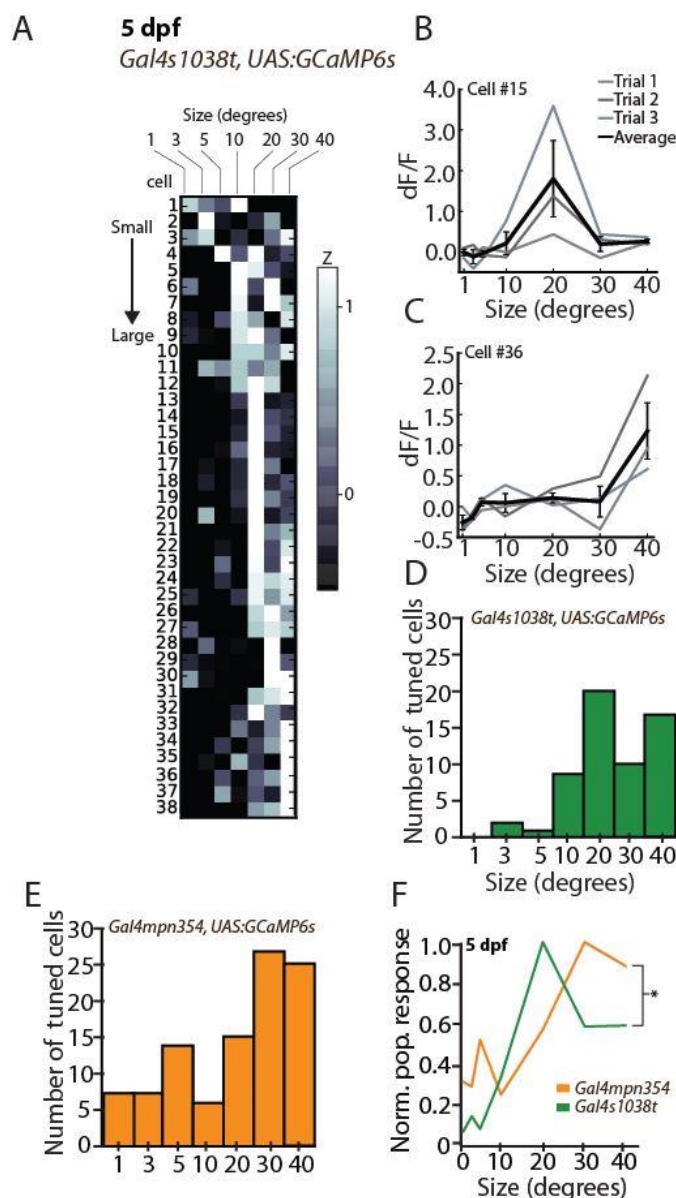 A
5 dpf
Gal4s1038t, UAS:GCaMP6s
Size (degrees)
1 3 5 10 20 30 40
cell
Small
Large
1
2
3
4
5
6
7
8
9
10
11
12
13
14
15
16
17
18
19
20
21
22
23
24
25
26
27
28
29
30
31
32
33
34
35
36
37
38
Z
1
0
B
Cell #15
Trial 1
Trial 2
Trial 3
Average
dF/F
4.0
3.0
2.0
1.0
0.0
1 10 20 30 40
Size (degrees)
C
Cell #36
dF/F
2.5
2.0
1.5
1.0
0.5
0.0
-0.5
1 10 20 30 40
Size (degrees)
D
Gal4s1038t, UAS:GCaMP6s
Number of tuned cells
30
25
20
15
10
5
0
1 3 5 10 20 30 40
Size (degrees)
E
Gal4mpn354, UAS:GCaMP6s
Number of tuned cells
30
25
20
15
10
5
0
1 3 5 10 20 30 40
F
5 dpf
Norm. pop. response
1.0
0.8
0.6
0.4
0.2
0
*
Gal4mpn354
Gal4s1038t
0 10 20 30 40
Size (degrees)